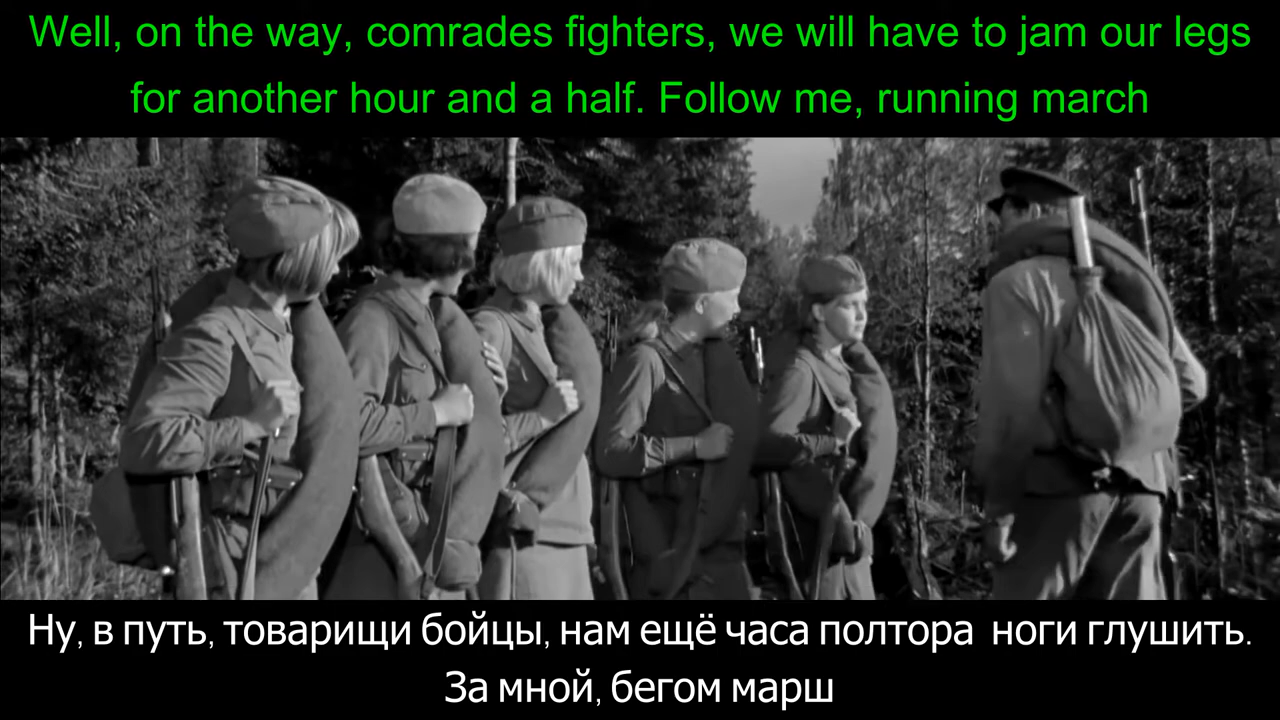 Well, on the way, comrades fighters, we will have to jam our legs
for another hour and a half. Follow me, running march
Ну, в путь, товарищи бойцы, нам ещё часа полтора ноги глушить.
За мной, бегом марш